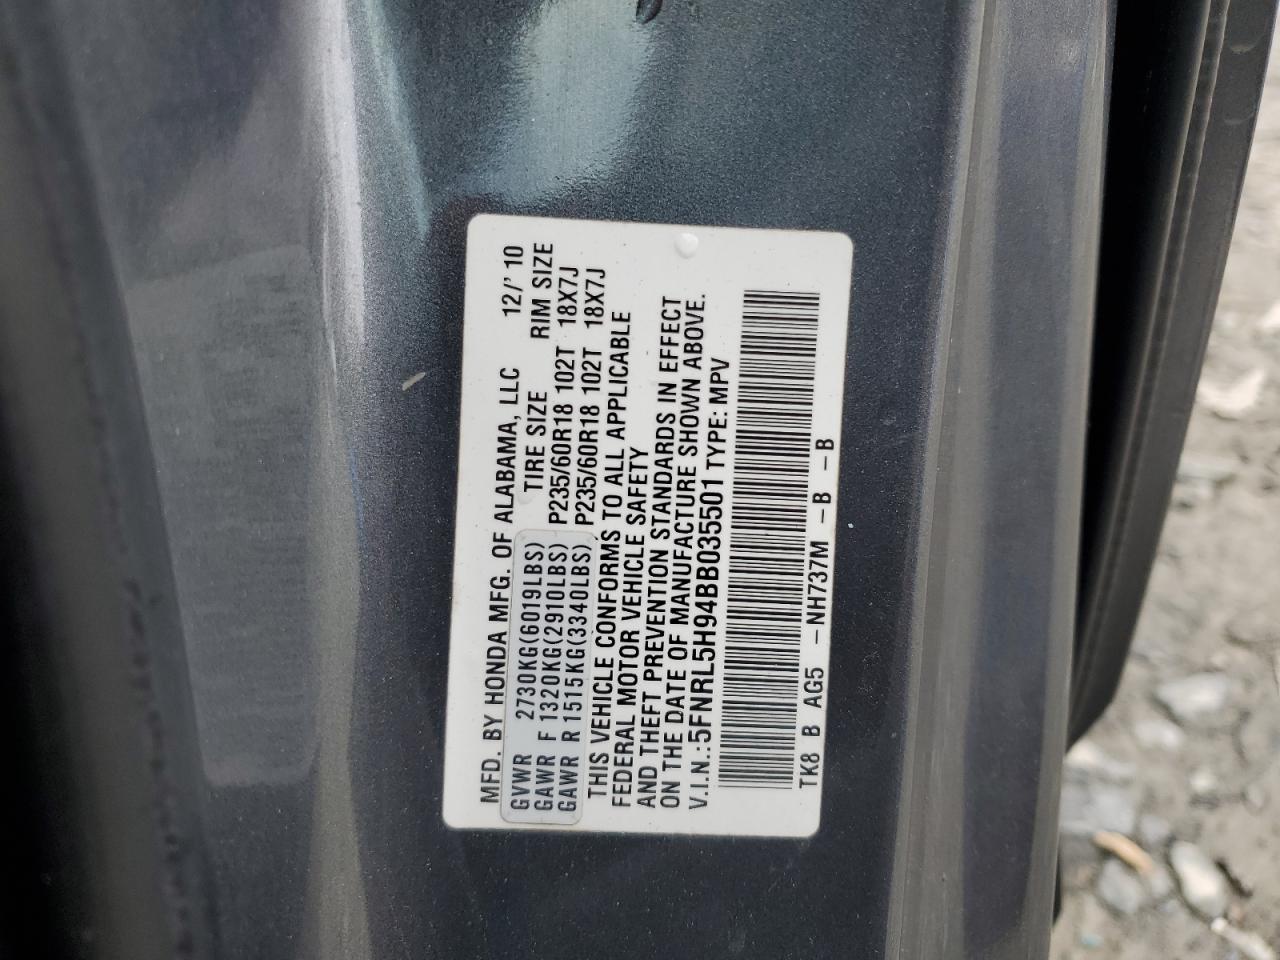 MFD. BY HONDA MFG. OF ALABAMA, LLC 12/'10
TIRE SIZE RIM SIZE
GVWR 2730KG(6019LBS)
GAWR F 1320KG(2910LBS) P235/60R18 102T 18X7J
GAWR R 1515KG(3340LBS) P235/60R18 102T 18X7J
THIS VEHICLE CONFORMS TO ALL APPLICABLE
FEDERAL MOTOR VEHICLE SAFETY
AND THEFT PREVENTION STANDARDS IN EFFECT
ON THE DATE OF MANUFACTURE SHOWN ABOVE.
V.I.N.:5FNRL5H94BB035501 TYPE: MPV
TK8 B AG5 -NH737M -B -B